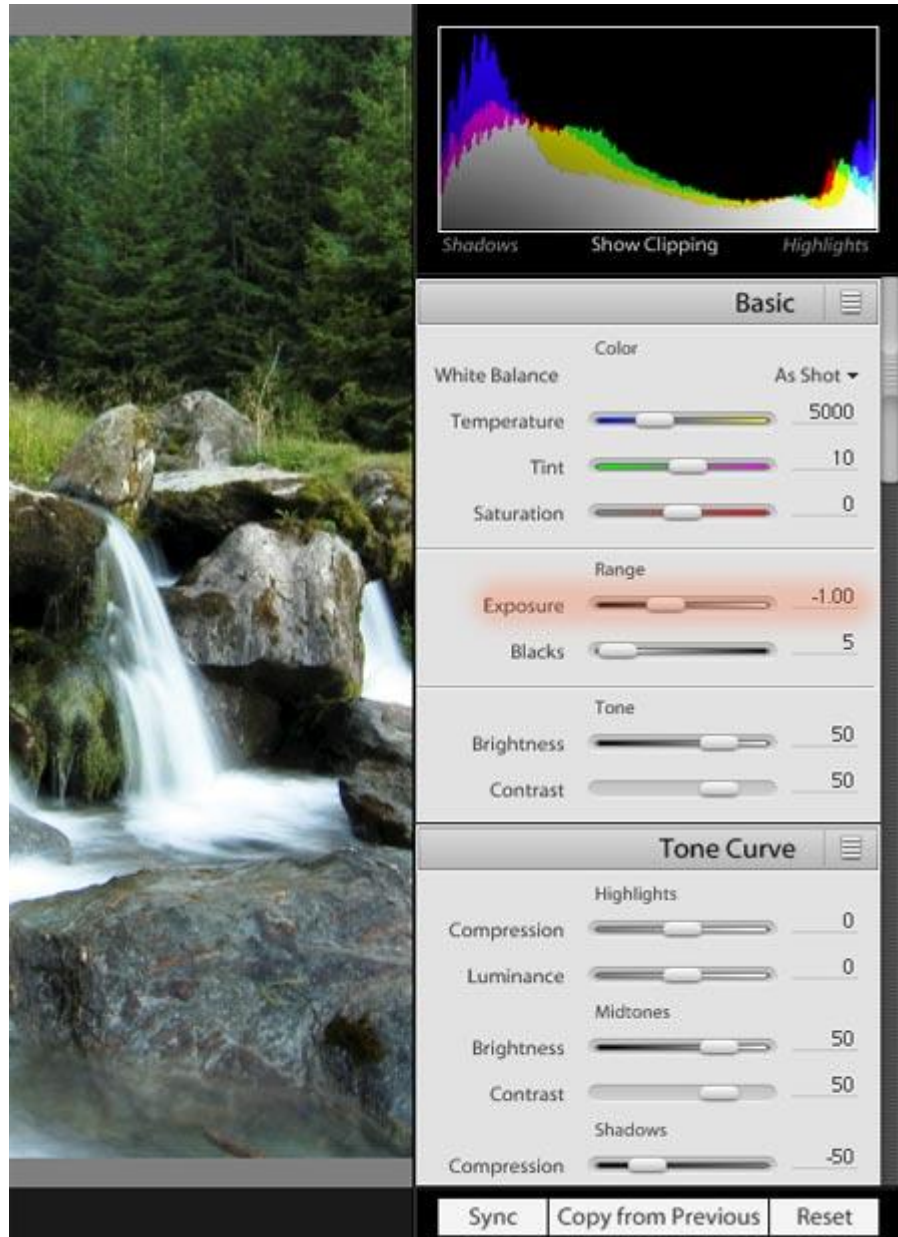 Shadows Show Clipping Highlights
Basic
Color
White Balance As Shot
Temperature 5000
Tint 10
Saturation 0
Range
Exposure -1.00
Blacks 5
Tone
Brightness 50
Contrast 50
Tone Curve
Highlights
Compression 0
Luminance 0
Midtones
Brightness 50
Contrast 50
Shadows
Compression -50
Sync Copy from Previous Reset